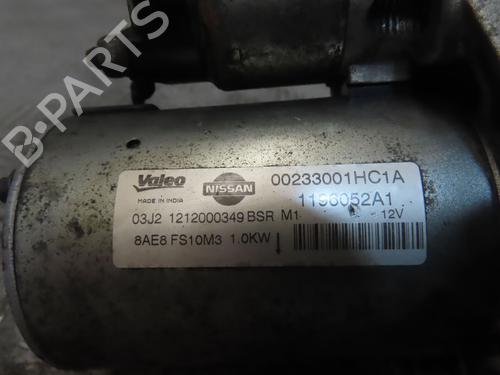 B-PARTS
Valeo NISSAN 00233001HC1A
MADE IN INDIA 1196052A1
03J2 1212000349 BSR M1 12V
8AE8 FS10M3 1.0KW